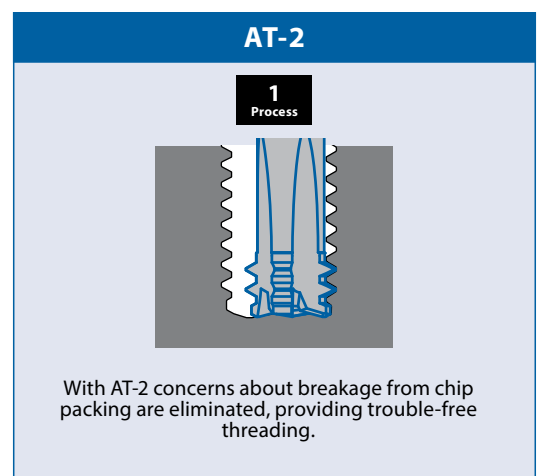 AT-2
1
Process
With AT-2 concerns about breakage from chip
packing are eliminated, providing trouble-free
threading.